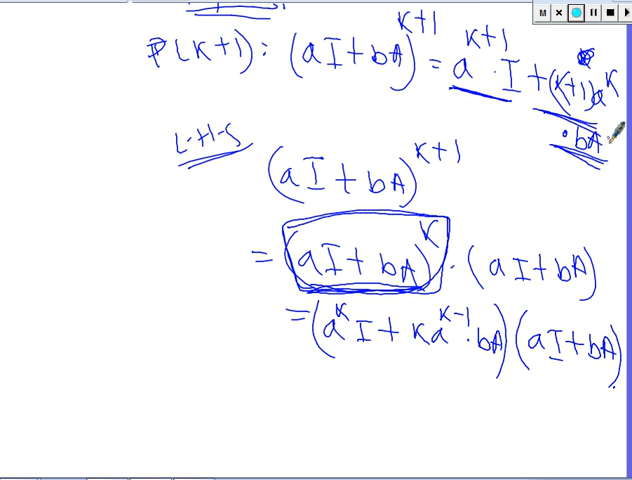 P(K+1): (aI+bA)^{K+1} = a^{K+1} · I + (K+1)a^K
· bA
L-H-S
(aI + bA)^{K+1}
= (aI + bA)^K · (aI+bA)
= (a^K I + Ka^{K-1} · bA)(aI+bA)